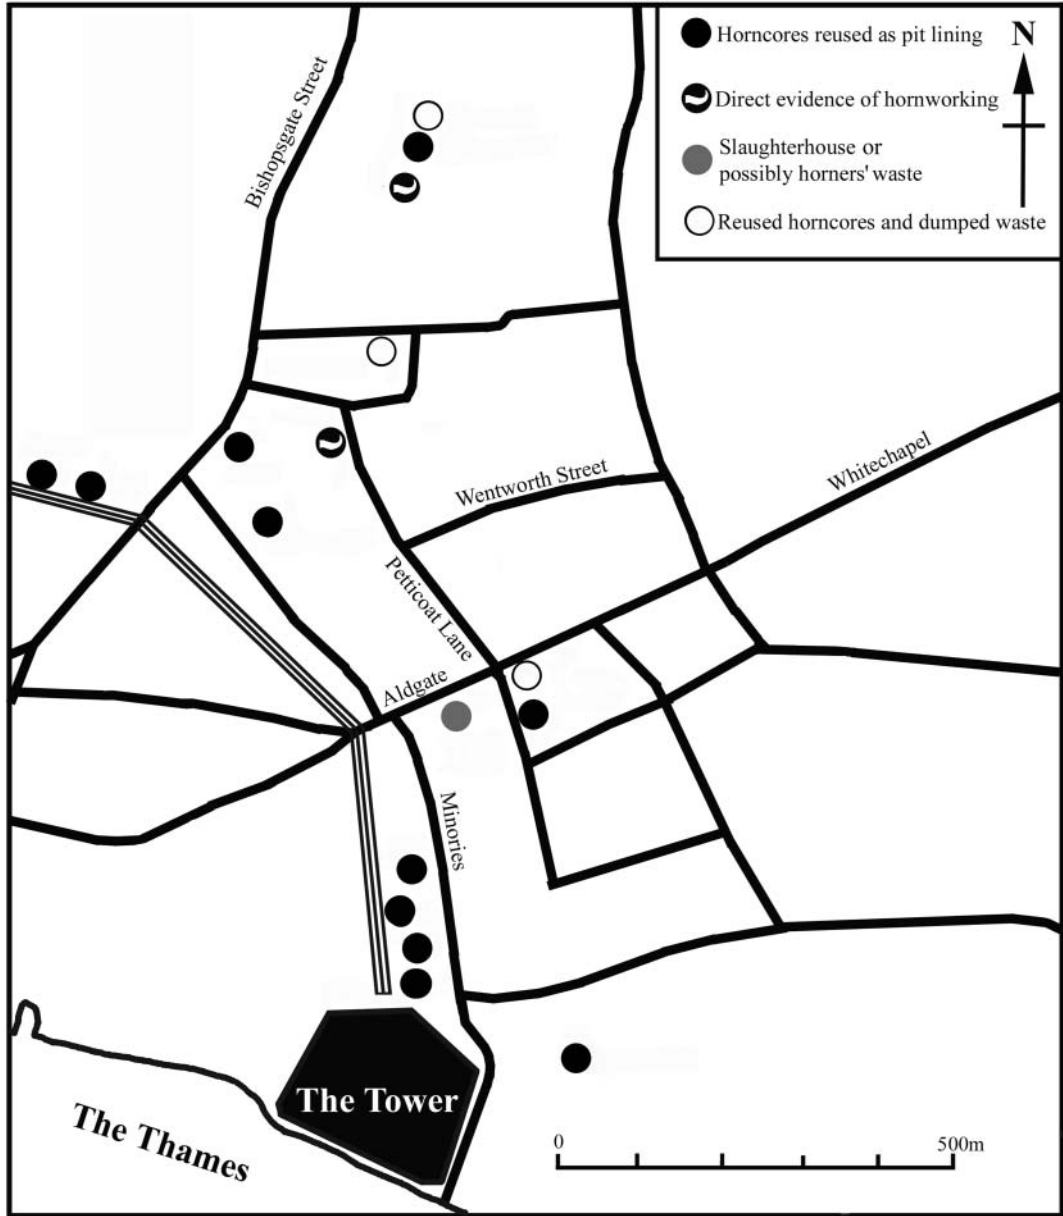 Horncores reused as pit lining
N
Direct evidence of hornworking
Slaughterhouse or
possibly horners' waste
Reused horncores and dumped waste
Bishopsgate Street
Wentworth Street
Whitechapel
Petticoat Lane
Aldgate
Minories
The Tower
The Thames
0
500m